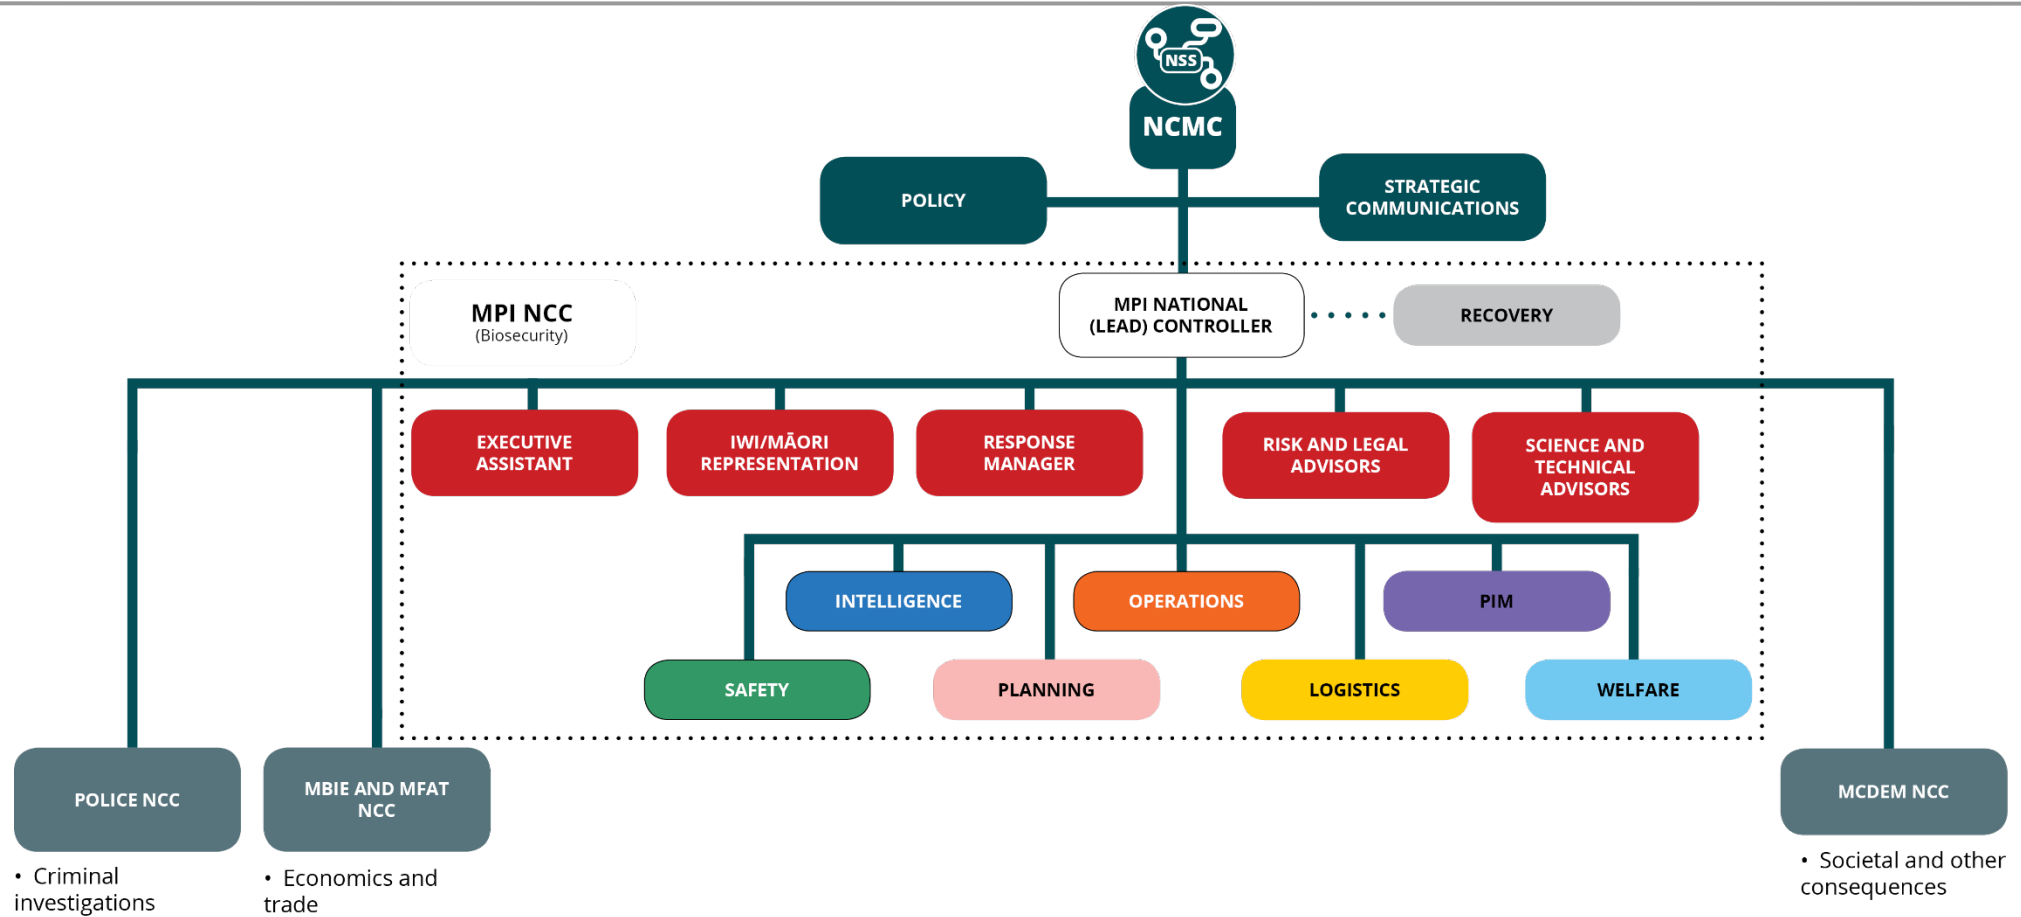 NSS
NCMC
POLICY
STRATEGIC
COMMUNICATIONS
MPI NCC
(Biosecurity)
MPI NATIONAL
(LEAD) CONTROLLER
RECOVERY
EXECUTIVE
ASSISTANT
IWI/MĀORI
REPRESENTATION
RESPONSE
MANAGER
RISK AND LEGAL
ADVISORS
SCIENCE AND
TECHNICAL
ADVISORS
INTELLIGENCE
OPERATIONS
PIM
SAFETY
PLANNING
LOGISTICS
WELFARE
POLICE NCC
• Criminal
investigations
MBIE AND MFAT
NCC
• Economics and
trade
MCDEM NCC
• Societal and other
consequences